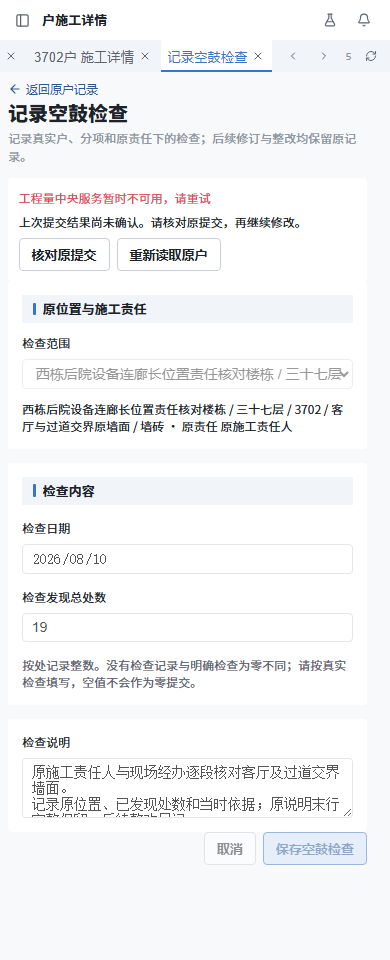 户施工详情
3702户 施工详情
记录空鼓检查
5
返回原户记录
记录空鼓检查
记录真实户、分项和原责任下的检查；后续修订与整改均保留原记
录。
工程量中央服务暂时不可用，请重试
上次提交结果尚未确认。请核对原提交，再继续修改。
核对原提交
重新读取原户
原位置与施工责任
检查范围
西栋后院设备连廊长位置责任核对楼栋 / 三十七层
西栋后院设备连廊长位置责任核对楼栋 / 三十七层 / 3702 / 客
厅与过道交界原墙面 / 墙砖 · 原责任 原施工责任人
检查内容
检查日期
2026/08/10
检查发现总处数
19
按处记录整数。没有检查记录与明确检查为零不同；请按真实
检查填写，空值不会作为零提交。
检查说明
原施工责任人与现场经办逐段核对客厅及过道交界
墙面。
记录原位置、已发现处数和当时依据；原说明末行
取消
保存空鼓检查